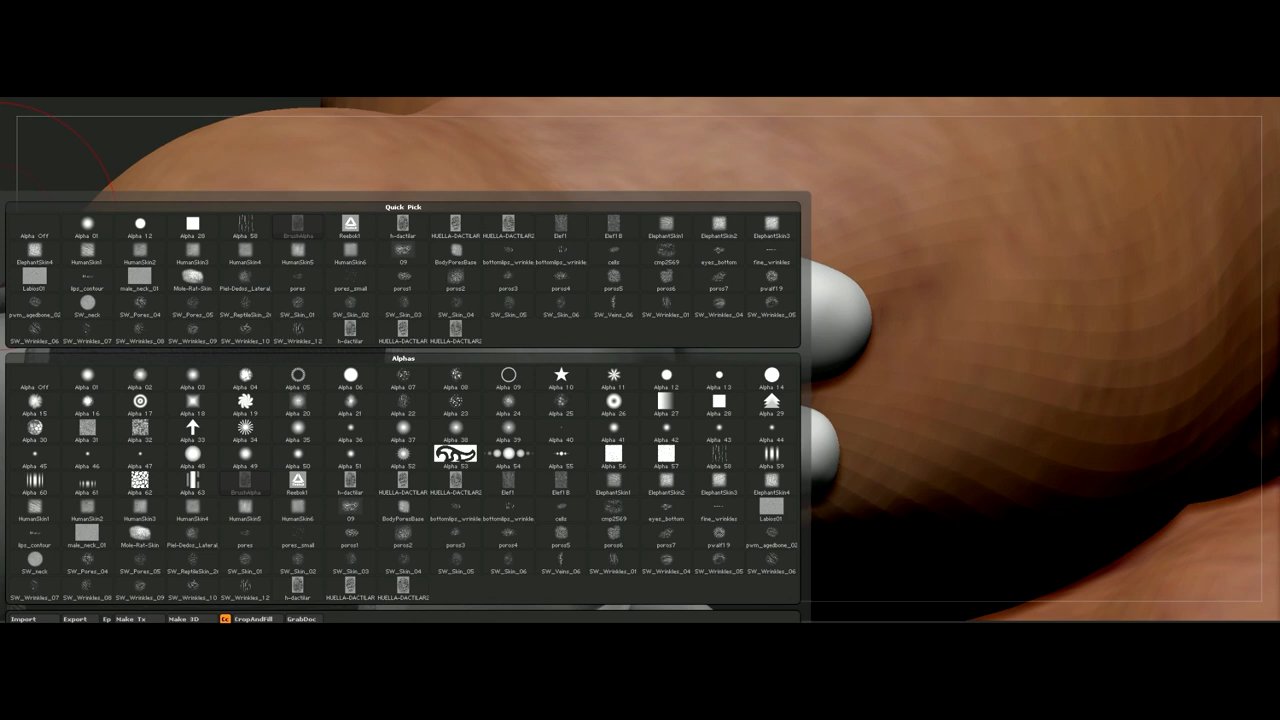 Quick Pick
Alpha Off Alpha 01 Alpha 12 Alpha 28 Alpha 58 BrushAlpha Reebok1 h-dactilar HUELLA-DACTILAR HUELLA-DACTILAR2 Elef1 Elef1 B ElephantSkin1 ElephantSkin2 ElephantSkin3
ElephantSkin4 HumanSkin1 HumanSkin2 HumanSkin3 HumanSkin4 HumanSkin5 HumanSkin6 09 BodyPoresBase bottomlips_wrinkle bottomlips_wrinkle cells cmp2569 eyes_bottom fine_wrinkles
Labios01 lips_contour male_neck_01 Mole-Rat-Skin Piel-Dedos_Lateral pores pores_small poros1 poros2 poros3 poros4 poros5 poros6 poros7 pwalf19
pwm_agedbone_02 SW_neck SW_Pores_04 SW_Pores_05 SW_ReptileSkin_2 SW_Skin_01 SW_Skin_02 SW_Skin_03 SW_Skin_04 SW_Skin_05 SW_Skin_06 SW_Veins_06 SW_Wrinkles_01 SW_Wrinkles_04 SW_Wrinkles_05
SW_Wrinkles_06 SW_Wrinkles_07 SW_Wrinkles_08 SW_Wrinkles_09 SW_Wrinkles_10 SW_Wrinkles_12 h-dactilar HUELLA-DACTILAR HUELLA-DACTILAR2
Alphas
Alpha Off Alpha 01 Alpha 02 Alpha 03 Alpha 04 Alpha 05 Alpha 06 Alpha 07 Alpha 08 Alpha 09 Alpha 10 Alpha 11 Alpha 12 Alpha 13 Alpha 14
Alpha 15 Alpha 16 Alpha 17 Alpha 18 Alpha 19 Alpha 20 Alpha 21 Alpha 22 Alpha 23 Alpha 24 Alpha 25 Alpha 26 Alpha 27 Alpha 28 Alpha 29
Alpha 30 Alpha 31 Alpha 32 Alpha 33 Alpha 34 Alpha 35 Alpha 36 Alpha 37 Alpha 38 Alpha 39 Alpha 40 Alpha 41 Alpha 42 Alpha 43 Alpha 44
Alpha 45 Alpha 46 Alpha 47 Alpha 48 Alpha 49 Alpha 50 Alpha 51 Alpha 52 Alpha 53 Alpha 54 Alpha 55 Alpha 56 Alpha 57 Alpha 58 Alpha 59
Alpha 60 Alpha 61 Alpha 62 Alpha 63 BrushAlpha Reebok1 h-dactilar HUELLA-DACTILAR HUELLA-DACTILAR2 Elef1 Elef1 B ElephantSkin1 ElephantSkin2 ElephantSkin3 ElephantSkin4
HumanSkin1 HumanSkin2 HumanSkin3 HumanSkin4 HumanSkin5 HumanSkin6 09 BodyPoresBase bottomlips_wrinkle bottomlips_wrinkle cells cmp2569 eyes_bottom fine_wrinkles Labios01
lips_contour male_neck_01 Mole-Rat-Skin Piel-Dedos_Lateral pores pores_small poros1 poros2 poros3 poros4 poros5 poros6 poros7 pwalf19 pwm_agedbone_02
SW_neck SW_Pores_04 SW_Pores_05 SW_ReptileSkin_2 SW_Skin_01 SW_Skin_02 SW_Skin_03 SW_Skin_04 SW_Skin_05 SW_Skin_06 SW_Veins_06 SW_Wrinkles_01 SW_Wrinkles_04 SW_Wrinkles_05 SW_Wrinkles_06
SW_Wrinkles_07 SW_Wrinkles_08 SW_Wrinkles_09 SW_Wrinkles_10 SW_Wrinkles_12 h-dactilar HUELLA-DACTILAR HUELLA-DACTILAR2
Import Export Ep Make Tx Make 3D Cc CropAndFill GrabDoc